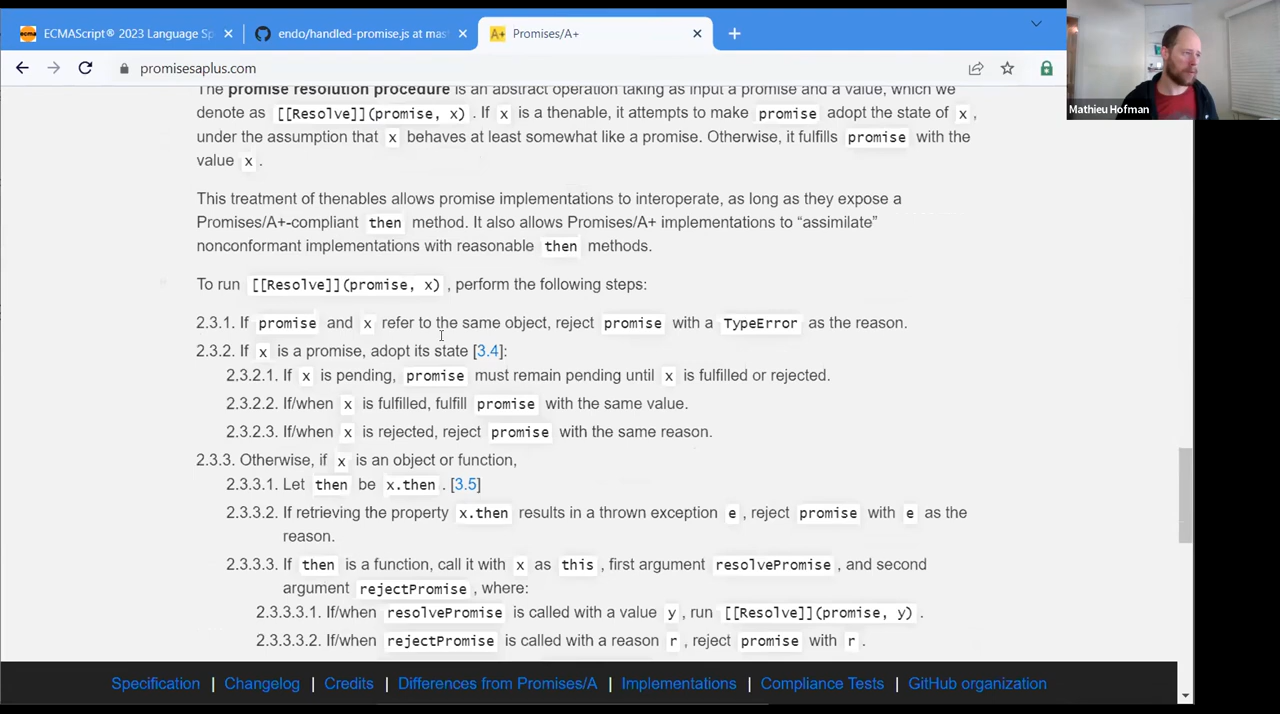 ECMAScript® 2023 Language Sp
endo/handled-promise.js at mas
Promises/A+
promisesaplus.com
Mathieu Hofman
The promise resolution procedure is an abstract operation taking as input a promise and a value, which we
denote as [[Resolve]](promise, x) . If x is a thenable, it attempts to make promise adopt the state of x ,
under the assumption that x behaves at least somewhat like a promise. Otherwise, it fulfills promise with the
value x .
This treatment of thenables allows promise implementations to interoperate, as long as they expose a
Promises/A+-compliant then method. It also allows Promises/A+ implementations to “assimilate”
nonconformant implementations with reasonable then methods.
To run [[Resolve]](promise, x) , perform the following steps:
2.3.1. If promise and x refer to the same object, reject promise with a TypeError as the reason.
2.3.2. If x is a promise, adopt its state [3.4]:
2.3.2.1. If x is pending, promise must remain pending until x is fulfilled or rejected.
2.3.2.2. If/when x is fulfilled, fulfill promise with the same value.
2.3.2.3. If/when x is rejected, reject promise with the same reason.
2.3.3. Otherwise, if x is an object or function,
2.3.3.1. Let then be x.then . [3.5]
2.3.3.2. If retrieving the property x.then results in a thrown exception e , reject promise with e as the
reason.
2.3.3.3. If then is a function, call it with x as this , first argument resolvePromise , and second
argument rejectPromise , where:
2.3.3.3.1. If/when resolvePromise is called with a value y , run [[Resolve]](promise, y) .
2.3.3.3.2. If/when rejectPromise is called with a reason r , reject promise with r .
Specification | Changelog | Credits | Differences from Promises/A | Implementations | Compliance Tests | GitHub organization